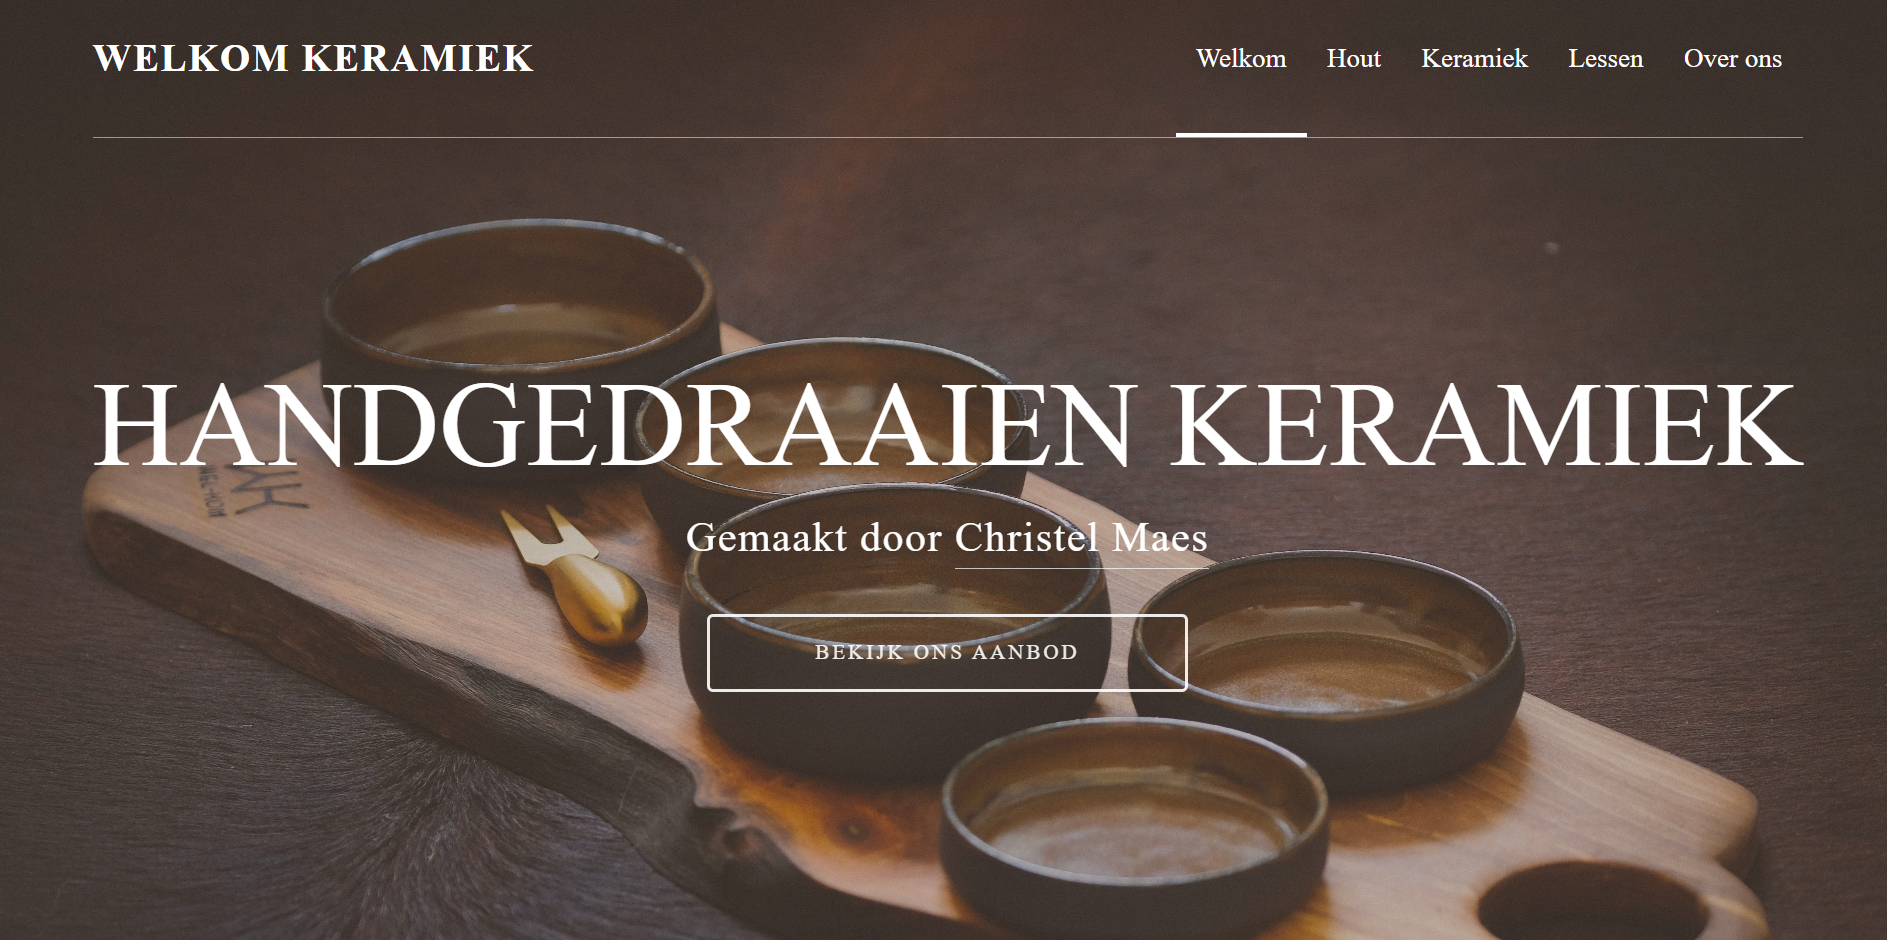 WELKOM KERAMIEK
Welkom Hout Keramiek Lessen Over ons
HANDGEDRAAIEN KERAMIEK
Gemaakt door Christel Maes
BEKIJK ONS AANBOD